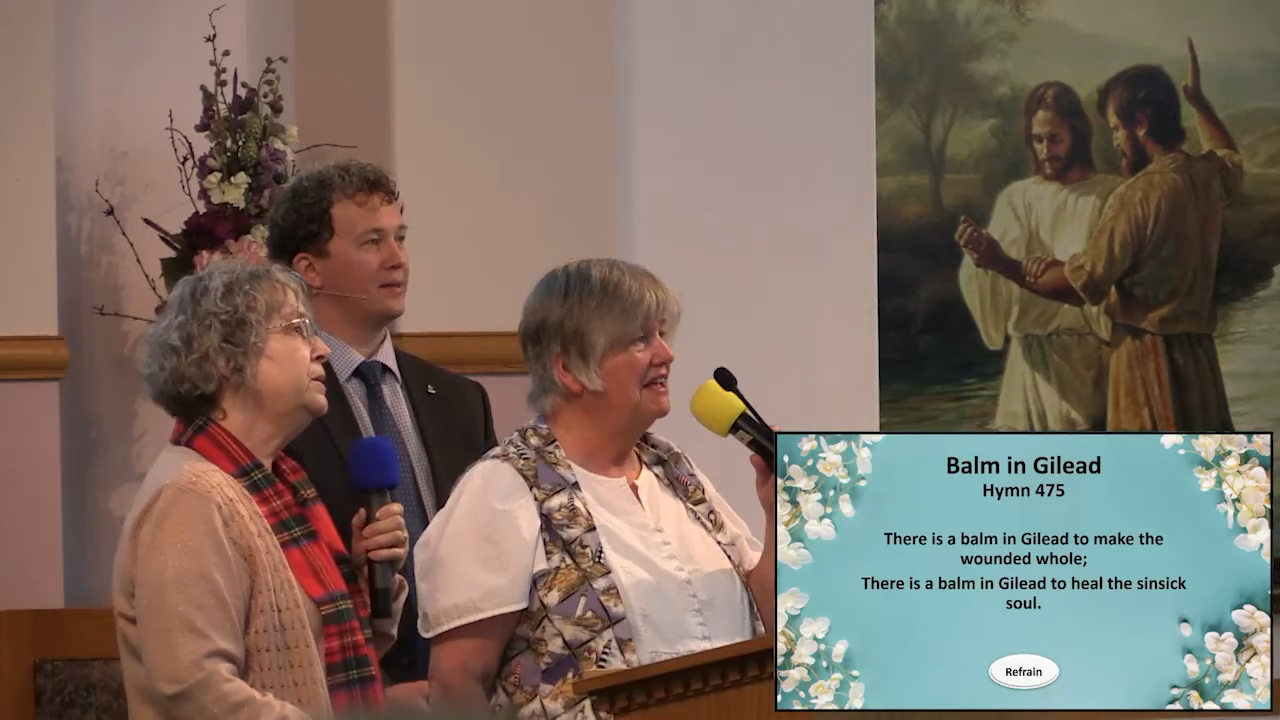 Balm in Gilead
Hymn 475
There is a balm in Gilead to make the
wounded whole;
There is a balm in Gilead to heal the sinsick
soul.
Refrain